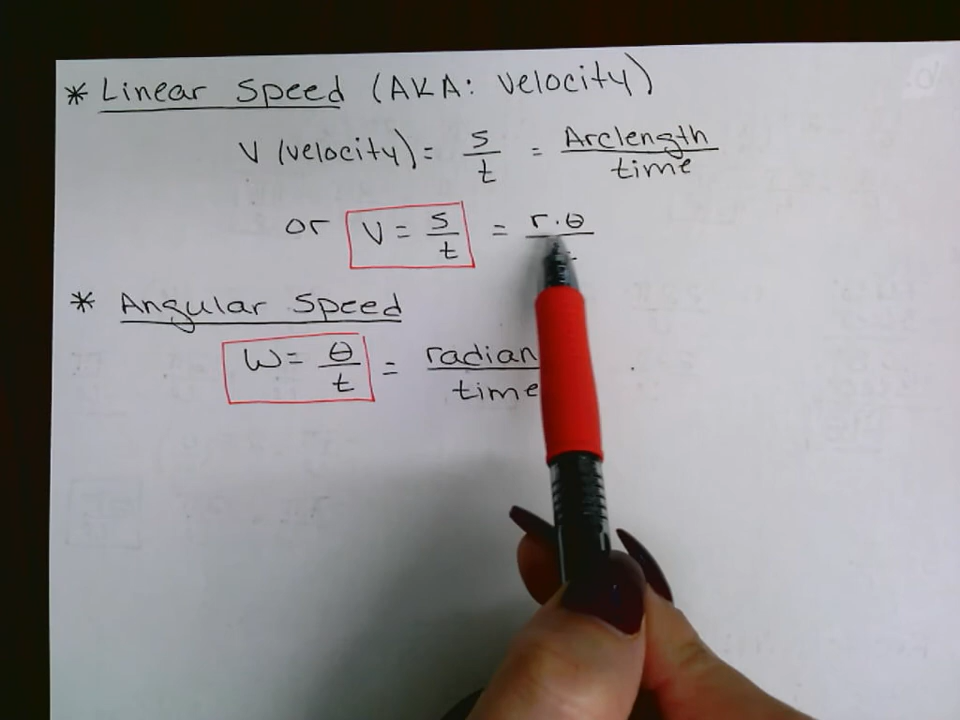 * Linear Speed (AKA: velocity)
V (velocity) = s/t = Arclength/time
or V = s/t = r·θ
* Angular Speed
W = θ/t = radian/time